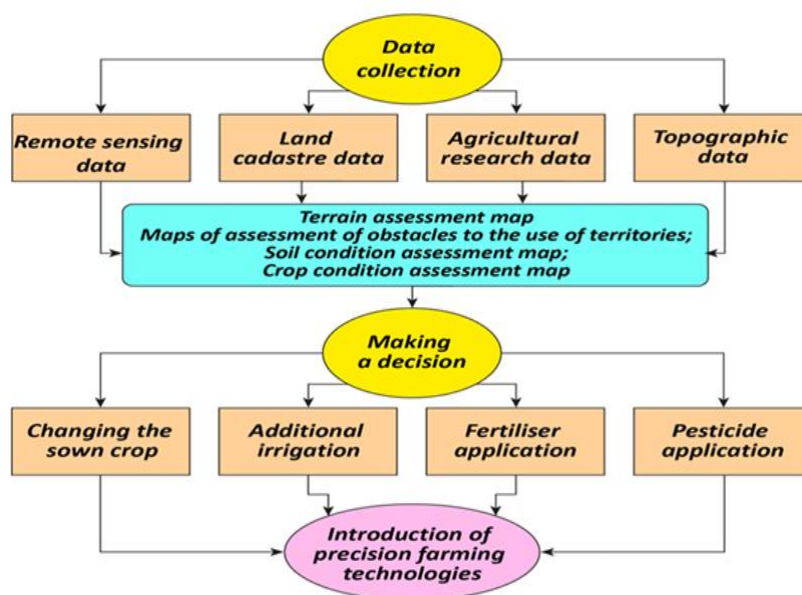 Data
collection
Remote sensing
data
Land
cadastre data
Agricultural
research data
Topographic
data
Terrain assessment map
Maps of assessment of obstacles to the use of territories;
Soil condition assessment map;
Crop condition assessment map
Making
a decision
Changing the
sown crop
Additional
irrigation
Fertiliser
application
Pesticide
application
Introduction of
precision farming
technologies